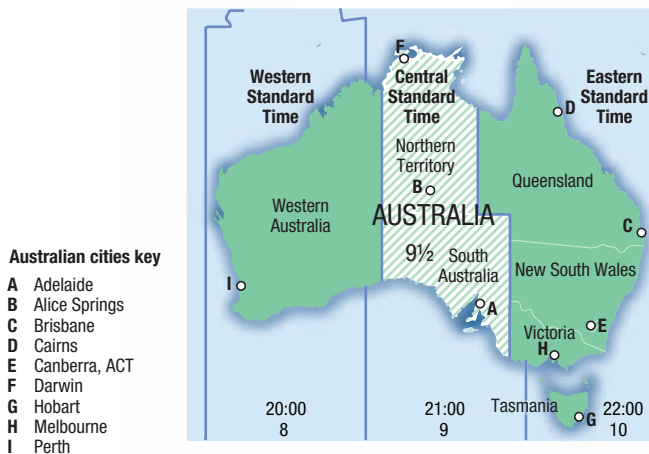 Western
Standard
Time
F
Central
Standard
Time
Eastern
Standard
Time
D
Northern
Territory
B
Queensland
Western
Australia
AUSTRALIA
C
9½
South
Australia
New South Wales
I
A
E
Victoria
H
Tasmania
G
20:00
8
21:00
9
22:00
10
Australian cities key
A Adelaide
B Alice Springs
C Brisbane
D Cairns
E Canberra, ACT
F Darwin
G Hobart
H Melbourne
I Perth